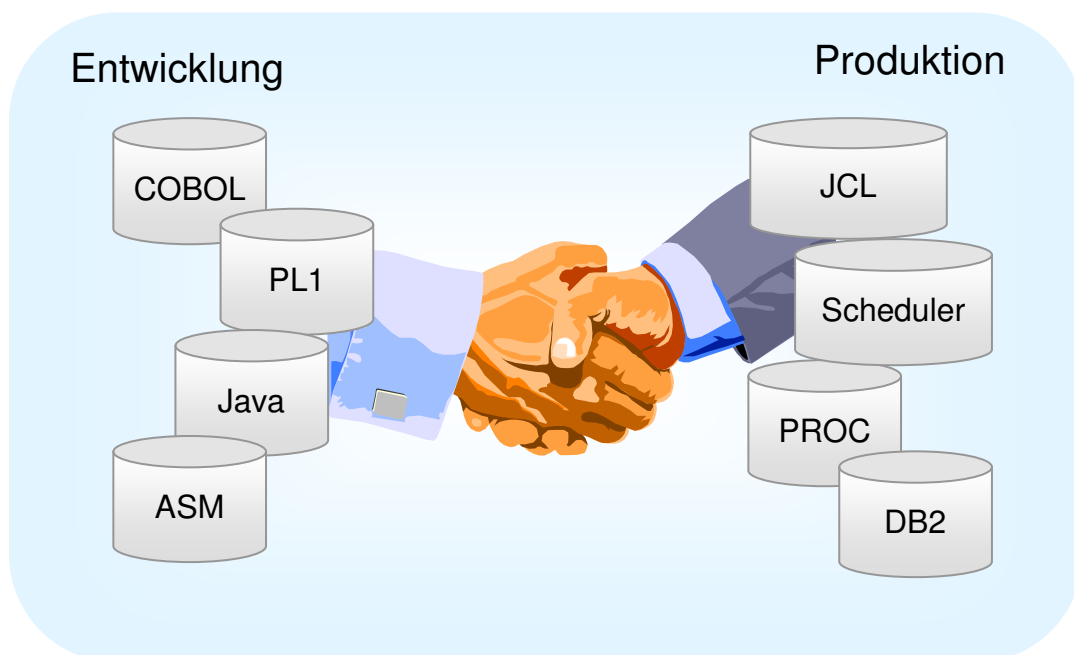 Entwicklung
COBOL
PL1
Java
ASM
Produktion
JCL
Scheduler
PROC
DB2